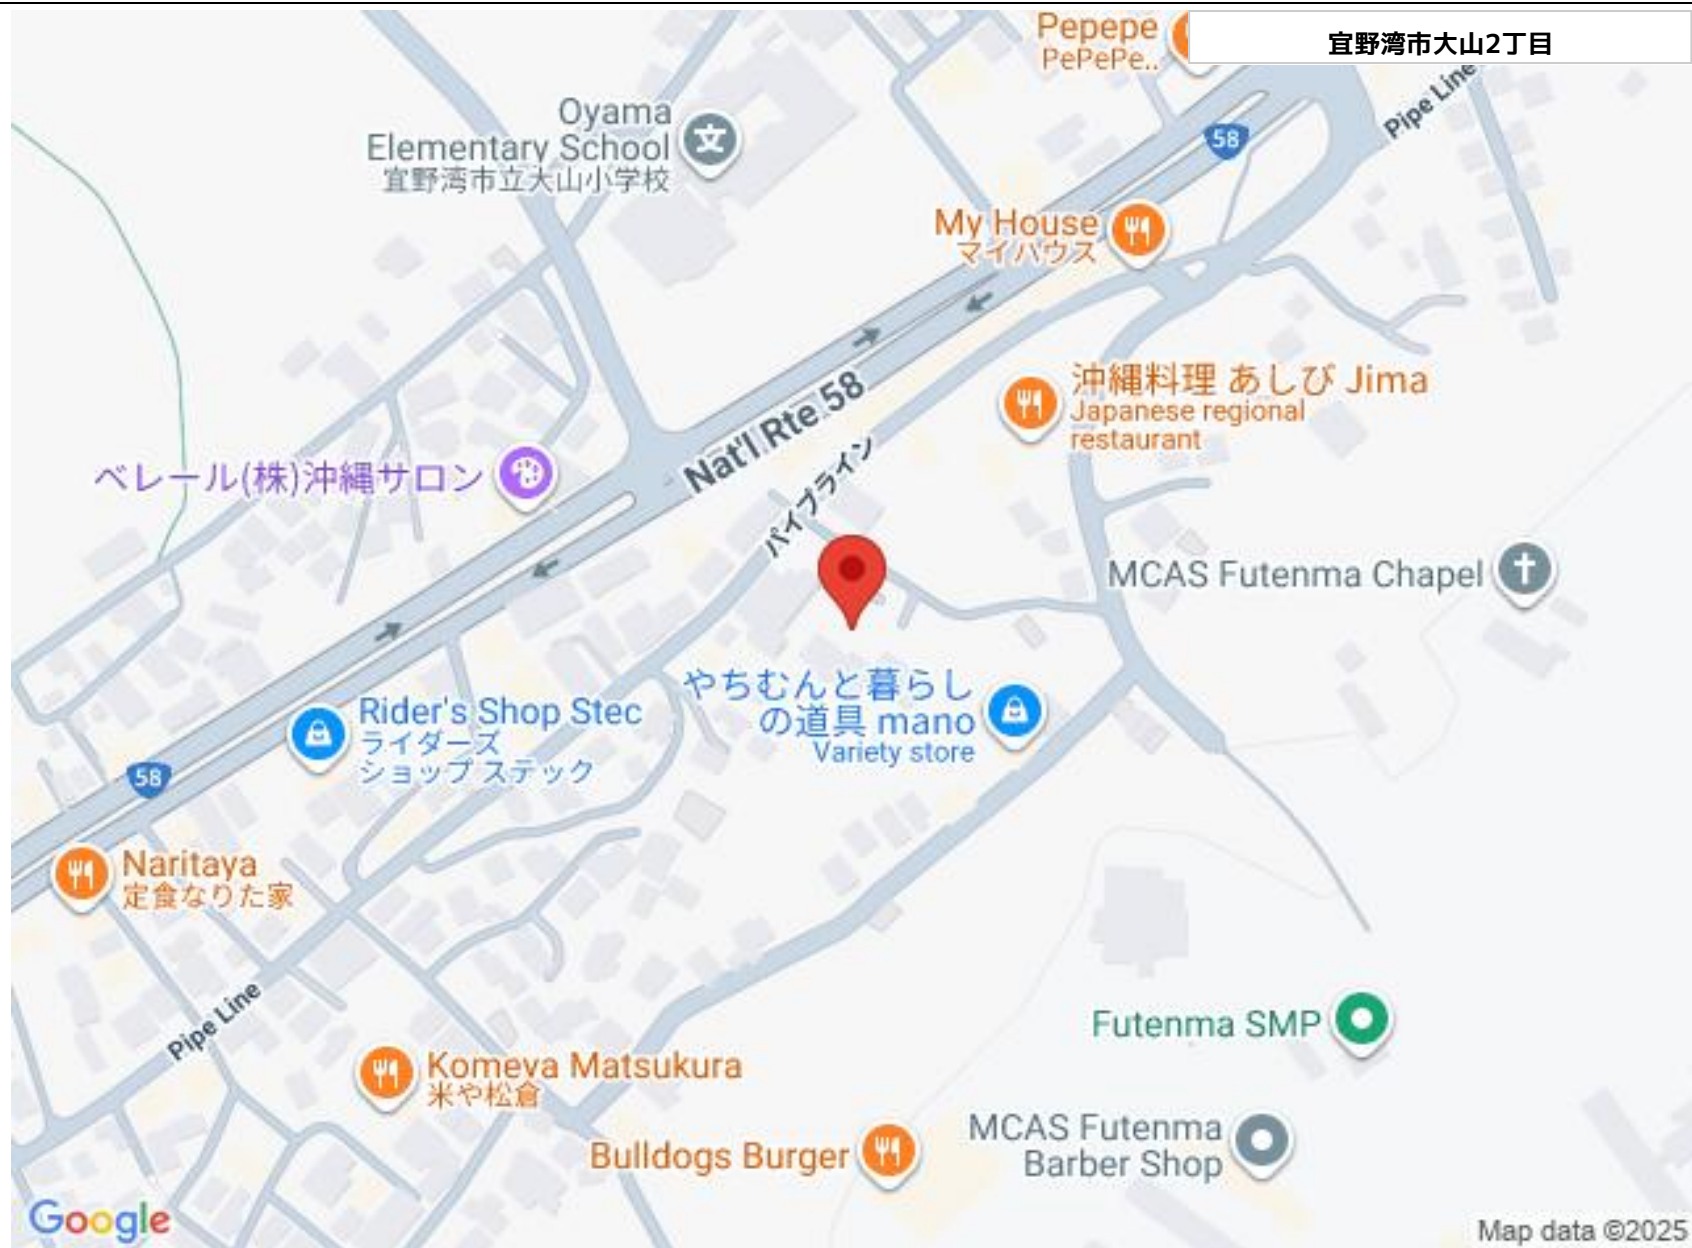 Pepepe
PePePe..
宜野湾市大山2丁目
Pipe Line
58
Oyama
Elementary School
宜野湾市立大山小学校
My House
マイハウス
沖縄料理 あしび Jima
Japanese regional
restaurant
Nat'l Rte 58
パイプライン
ベレール(株)沖縄サロン
MCAS Futenma Chapel
やちむんと暮らし
の道具 mano
Variety store
Rider's Shop Stec
ライダーズ
ショップ ステック
58
Naritaya
定食なりた家
Pipe Line
Futenma SMP
Komeya Matsukura
米や松倉
MCAS Futenma
Barber Shop
Bulldogs Burger
Google
Map data ©2025